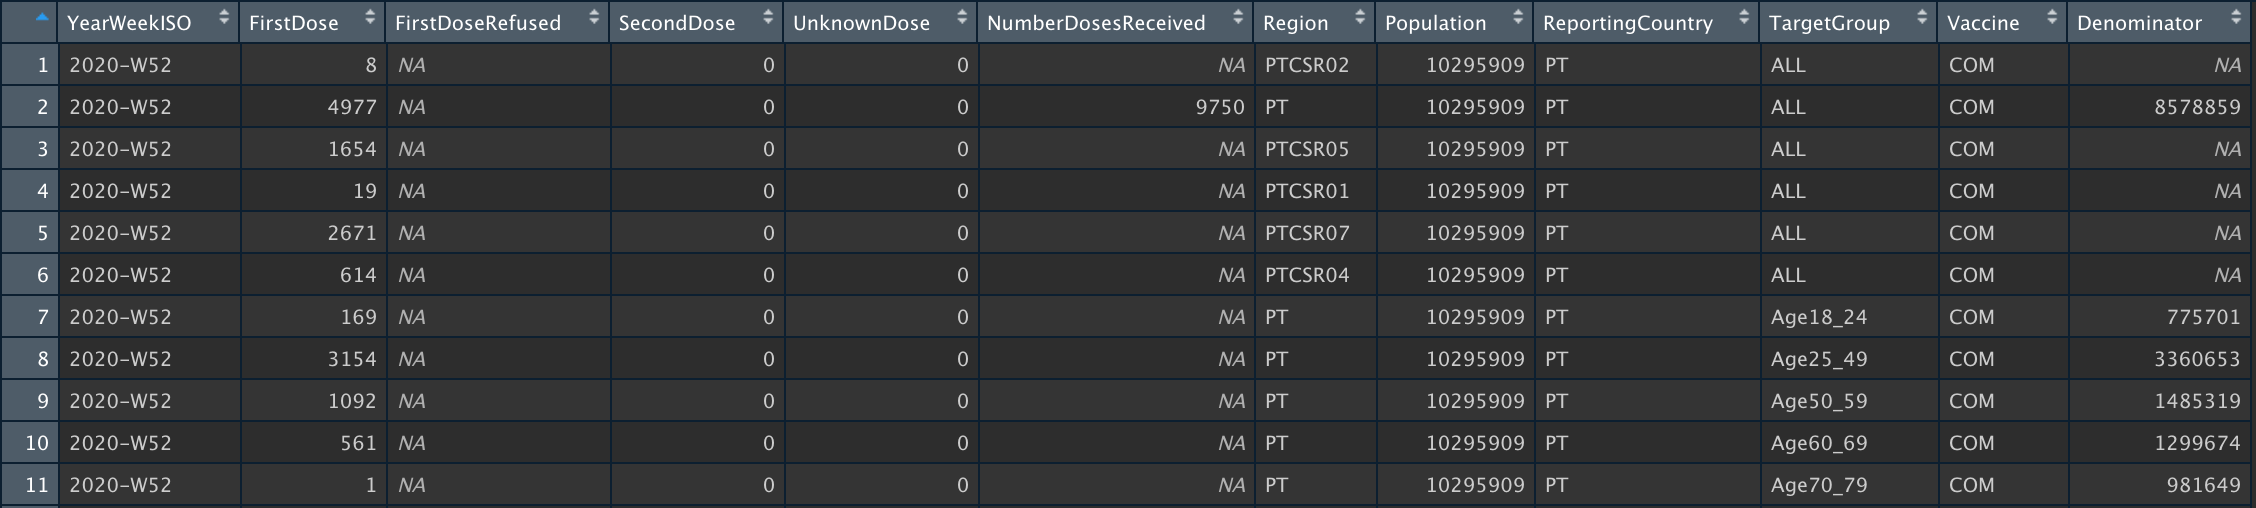 YearWeekISO FirstDose FirstDoseRefused SecondDose UnknownDose NumberDosesReceived Region Population ReportingCountry TargetGroup Vaccine Denominator
1 2020-W52 8 NA 0 0 NA PTCSR02 10295909 PT ALL COM NA
2 2020-W52 4977 NA 0 0 9750 PT 10295909 PT ALL COM 8578859
3 2020-W52 1654 NA 0 0 NA PTCSR05 10295909 PT ALL COM NA
4 2020-W52 19 NA 0 0 NA PTCSR01 10295909 PT ALL COM NA
5 2020-W52 2671 NA 0 0 NA PTCSR07 10295909 PT ALL COM NA
6 2020-W52 614 NA 0 0 NA PTCSR04 10295909 PT ALL COM NA
7 2020-W52 169 NA 0 0 NA PT 10295909 PT Age18_24 COM 775701
8 2020-W52 3154 NA 0 0 NA PT 10295909 PT Age25_49 COM 3360653
9 2020-W52 1092 NA 0 0 NA PT 10295909 PT Age50_59 COM 1485319
10 2020-W52 561 NA 0 0 NA PT 10295909 PT Age60_69 COM 1299674
11 2020-W52 1 NA 0 0 NA PT 10295909 PT Age70_79 COM 981649